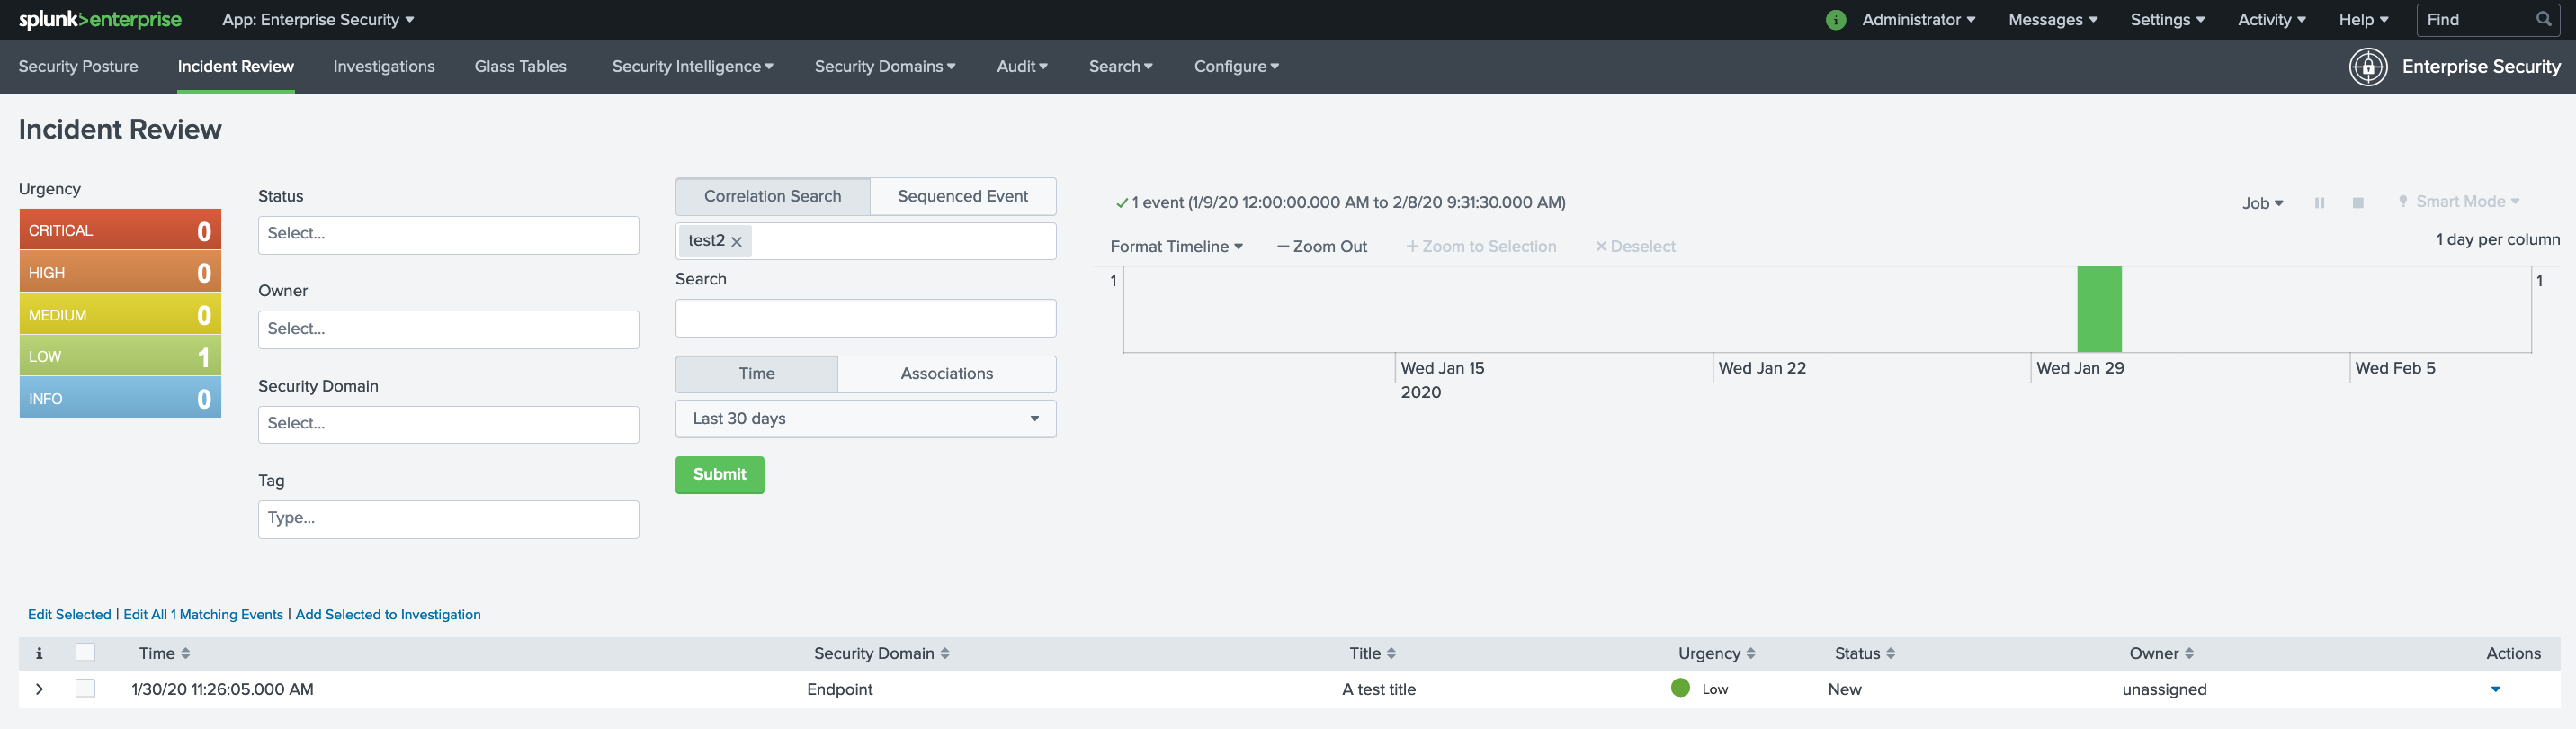 splunk>enterprise App: Enterprise Security i Administrator Messages Settings Activity Help Find
Security Posture Incident Review Investigations Glass Tables Security Intelligence Security Domains Audit Search Configure Enterprise Security
Incident Review
Urgency
CRITICAL 0
HIGH 0
MEDIUM 0
LOW 1
INFO 0
Status
Select...
Owner
Select...
Security Domain
Select...
Tag
Type...
Correlation Search Sequenced Event
test2
Search
Time Associations
Last 30 days
Submit
1 event (1/9/20 12:00:00.000 AM to 2/8/20 9:31:30.000 AM)
Job Smart Mode
Format Timeline Zoom Out Zoom to Selection Deselect
1 day per column
1 1
Wed Jan 15 Wed Jan 22 Wed Jan 29 Wed Feb 5
2020
Edit Selected | Edit All 1 Matching Events | Add Selected to Investigation
i Time Security Domain Title Urgency Status Owner Actions
1/30/20 11:26:05.000 AM Endpoint A test title Low New unassigned